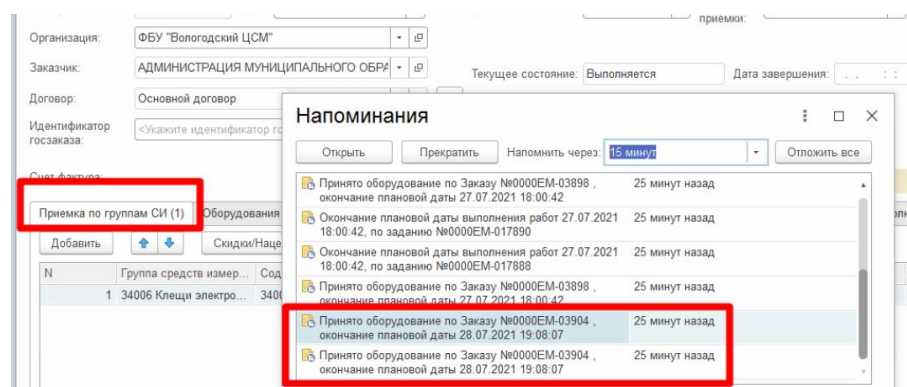 приемки:
Организация: ФБУ "Вологодский ЦСМ"
Заказчик: АДМИНИСТРАЦИЯ МУНИЦИПАЛЬНОГО ОБРА
Текущее состояние: Выполняется Дата завершения: . . : :
Договор: Основной договор
Идентификатор госзаказа: <Укажите идентификатор го
Счет фактура:
Приемка по группам СИ (1) Оборудования
Добавить Скидки/Наце
N Группа средств измер... Сод
1 34006 Клещи электро... 3400
Напоминания
Открыть Прекратить Напомнить через: 15 минут Отложить все
Принято оборудование по Заказу №0000ЕМ-03898 , 25 минут назад
окончание плановой даты 27.07.2021 18:00:42
Окончание плановой даты выполнения работ 27.07.2021 25 минут назад
18:00:42, по заданию №0000ЕМ-017890
Окончание плановой даты выполнения работ 27.07.2021 25 минут назад
18:00:42, по заданию №0000ЕМ-017888
Принято оборудование по Заказу №0000ЕМ-03898 , 25 минут назад
окончание плановой даты 27.07.2021 18:00:42
Принято оборудование по Заказу №0000ЕМ-03904 , 25 минут назад
окончание плановой даты 28.07.2021 19:08:07
Принято оборудование по Заказу №0000ЕМ-03904 , 25 минут назад
окончание плановой даты 28.07.2021 19:08:07